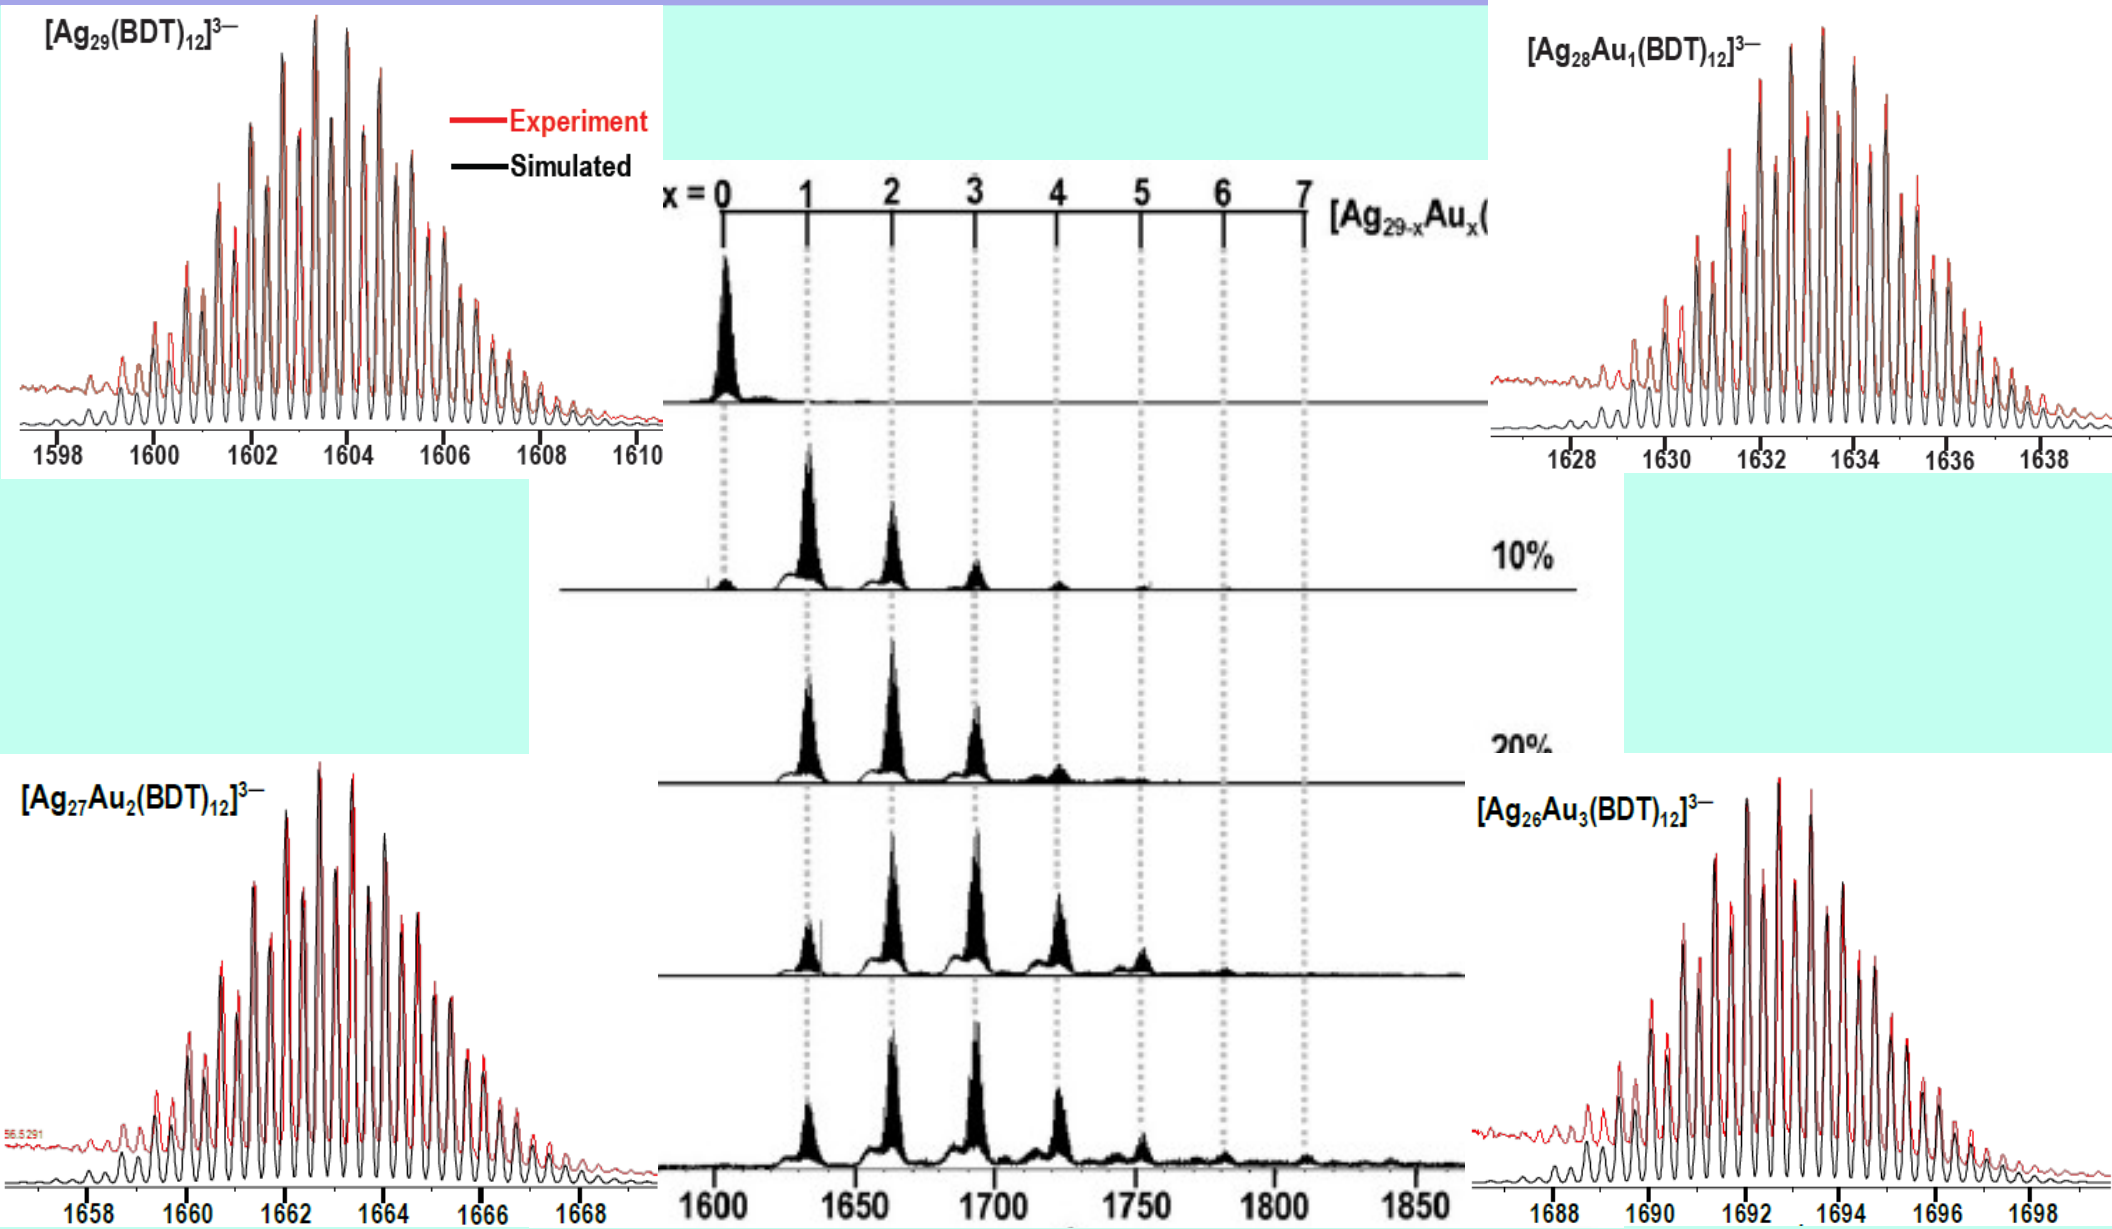 [Ag29(BDT)12]3–
Experiment
Simulated
1598 1600 1602 1604 1606 1608 1610
x = 0 1 2 3 4 5 6 7
[Ag29-xAux(
[Ag28Au1(BDT)12]3–
1628 1630 1632 1634 1636 1638
10%
20%
[Ag27Au2(BDT)12]3–
56.5291
1658 1660 1662 1664 1666 1668
1600 1650 1700 1750 1800 1850
[Ag26Au3(BDT)12]3–
1688 1690 1692 1694 1696 1698